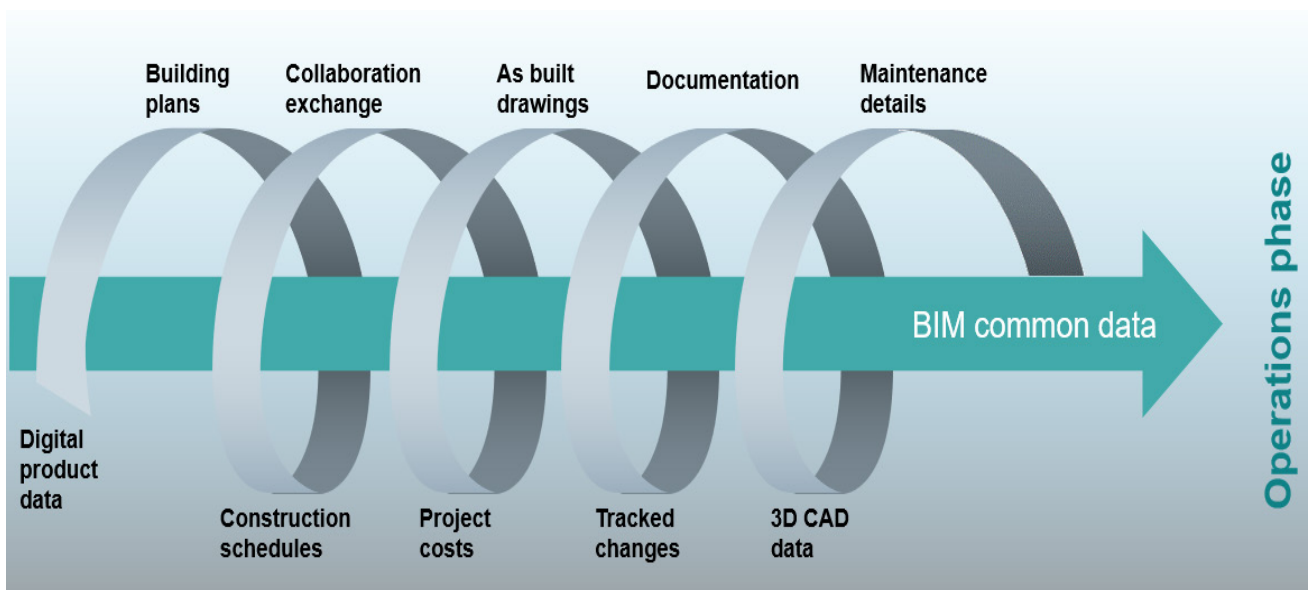 Building
plans
Collaboration
exchange
As built
drawings
Documentation
Maintenance
details
BIM common data
Operations phase
Digital
product
data
Construction
schedules
Project
costs
Tracked
changes
3D CAD
data